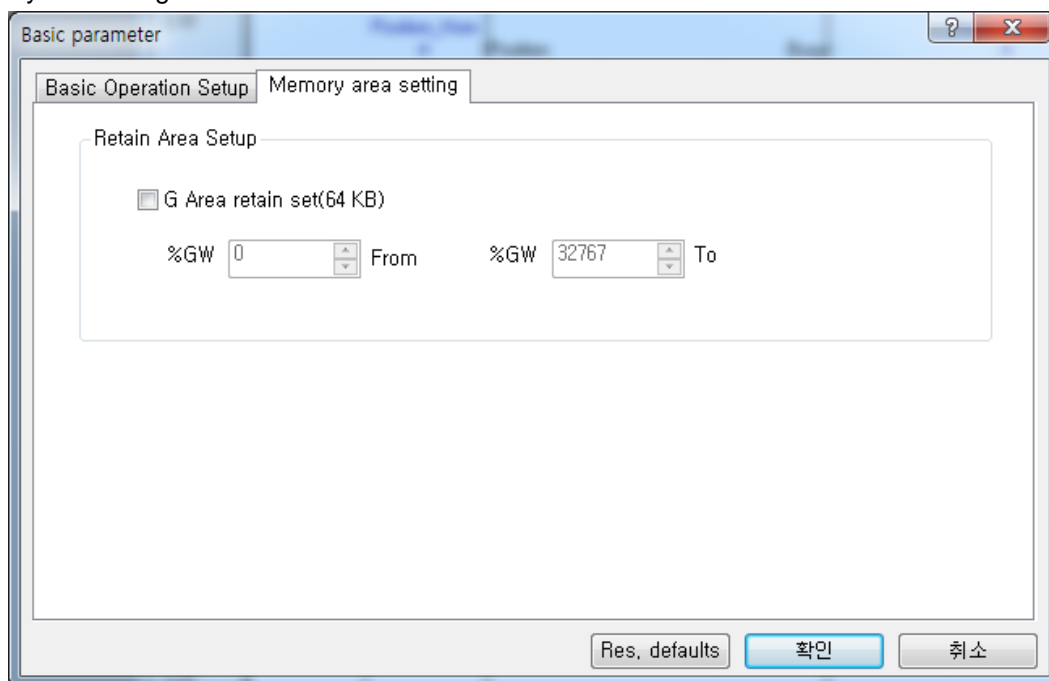 Basic parameter
Basic Operation Setup Memory area setting
Retain Area Setup
G Area retain set(64 KB)
%GW 0 From %GW 32767 To
Res, defaults 확인 취소